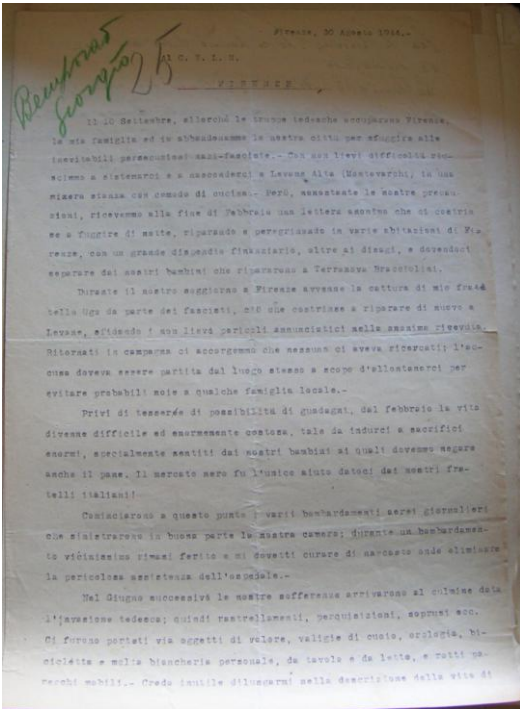 Bemporad
Giorgio
25
Firenze, 30 Agosto 1944.-
Al C. T. L. N.
FIRENZE
Il 10 Settembre, allorchè le truppe tedesche occuparono Firenze,
la mia famiglia ed io abbandonammo la nostra città per sfuggire alle
inevitabili persecuzioni nazi-fasciste.- Con non lievi difficoltà riu-
scimmo a sistemarci e a nasconderci a Levane Alta (Montevarchi) in una
misera stanza con comodo di cucina.- Però, nonostante le nostre precau-
zioni, ricevemmo alla fine di Febbraio una lettera anonima che ci costrin
se a fuggire di notte, riparando e peregrinando in varie abitazioni di Fi
renze, con un grande dispendio finanziario, oltre ai disagi, e dovendoci
separare dai nostri bambini che ripararono a Terranova Bracciolini.
Durante il nostro soggiorno a Firenze avvenne la cattura di mio fra
tello Ugo da parte dei fascisti, ciò che costrinse a riparare di nuovo a
Levane, sfidando i non lievi pericoli annunciatici nella anonima ricevuta.
Ritornati in campagna ci accorgemmo che nessuno ci aveva ricercati; l'ac-
cusa doveva essere partita dal luogo stesso a scopo d'allontanarci per
evitare probabili noie a qualche famiglia locale.-
Privi di tessere e di possibilità di guadagni, dal febbraio la vita
divenne difficile ed enormemente costosa, tale da indurci a sacrifici
enormi, specialmente sentiti dai nostri bambini ai quali dovemmo negare
anche il pane. Il mercato nero fu l'unico aiuto datoci dai nostri fra-
telli italiani!
Cominciarono a questo punto i varii bombardamenti aerei giornalieri
che sinistrarono in buona parte la nostra camera; durante un bombardamen-
to vicinissimo rimasi ferito e mi dovetti curare di nascosto onde eliminare
la pericolosa assistenza dell'ospedale.-
Nel Giugno successivo le nostre sofferenze arrivarono al culmine data
l'invasione tedesca; quindi rastrellamenti, perquisizioni, soprusi ecc.
Ci furono portati via oggetti di valore, valigie di cuoio, orologio, bi-
cicletta e molta biancheria personale, da tavola e da letto, e rotti pa-
recchi mobili.- Credo inutile dilungarmi nella descrizione della vita di